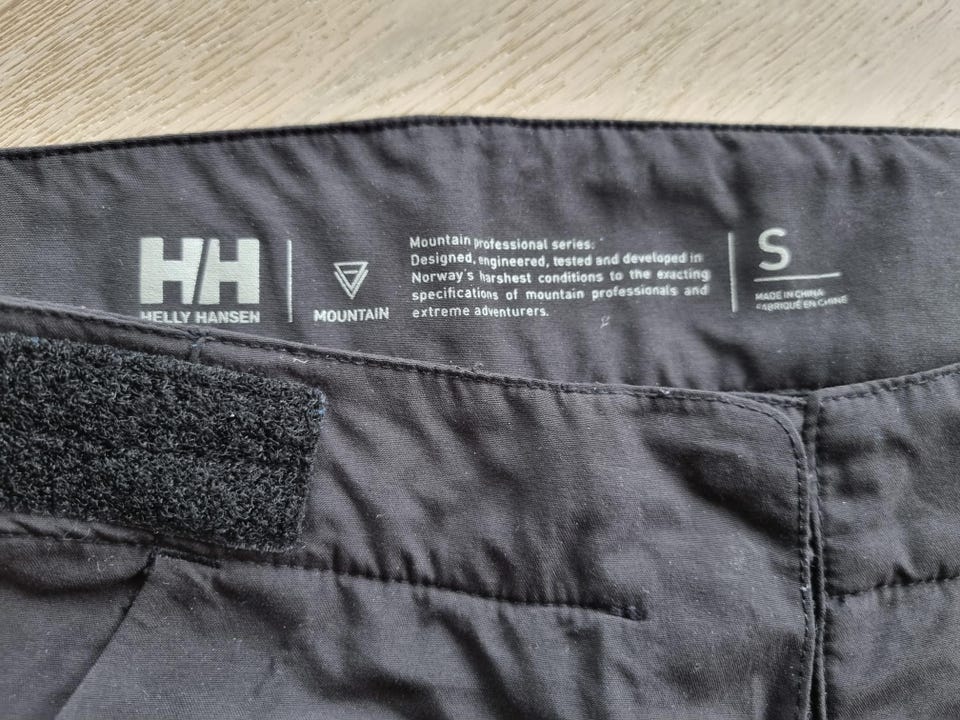 HH
HELLY HANSEN
MOUNTAIN
Mountain professional series:
Designed, engineered, tested and developed in
Norway's harshest conditions to the exacting
specifications of mountain professionals and
extreme adventurers.
S
MADE IN CHINA
FABRIQUÉ EN CHINE